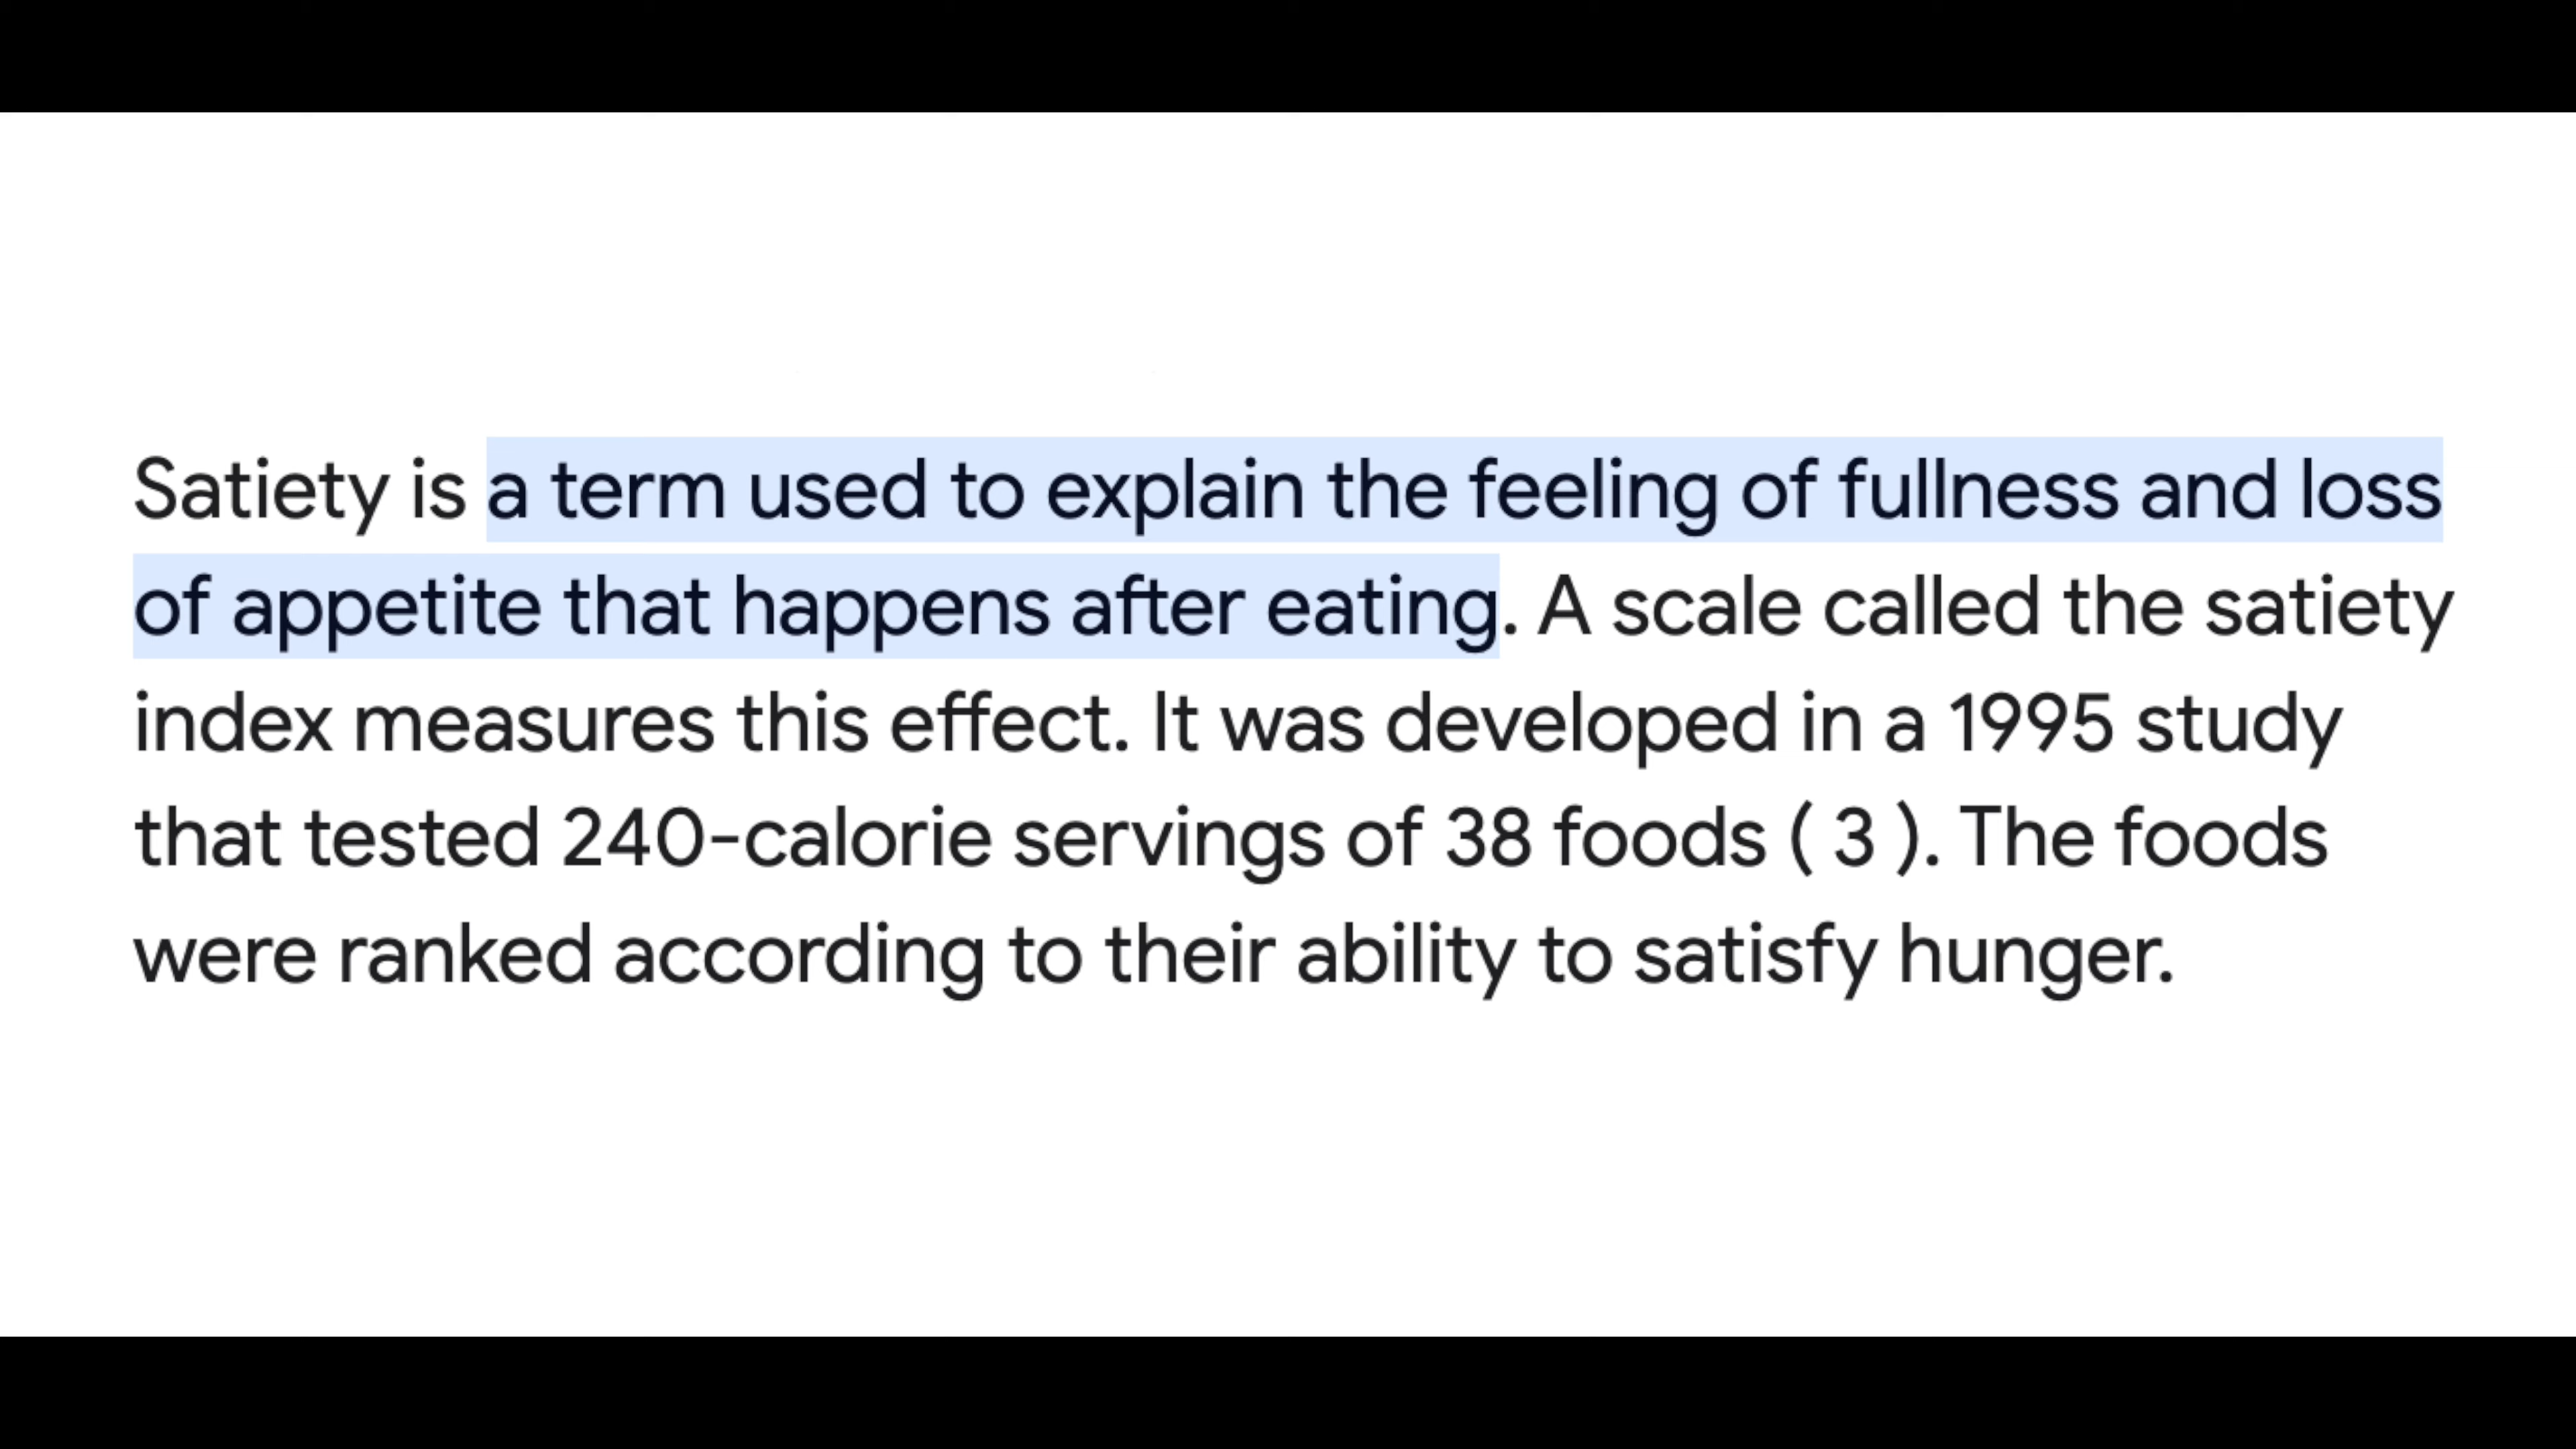 Satiety is a term used to explain the feeling of fullness and loss
of appetite that happens after eating. A scale called the satiety
index measures this effect. It was developed in a 1995 study
that tested 240-calorie servings of 38 foods ( 3 ). The foods
were ranked according to their ability to satisfy hunger.